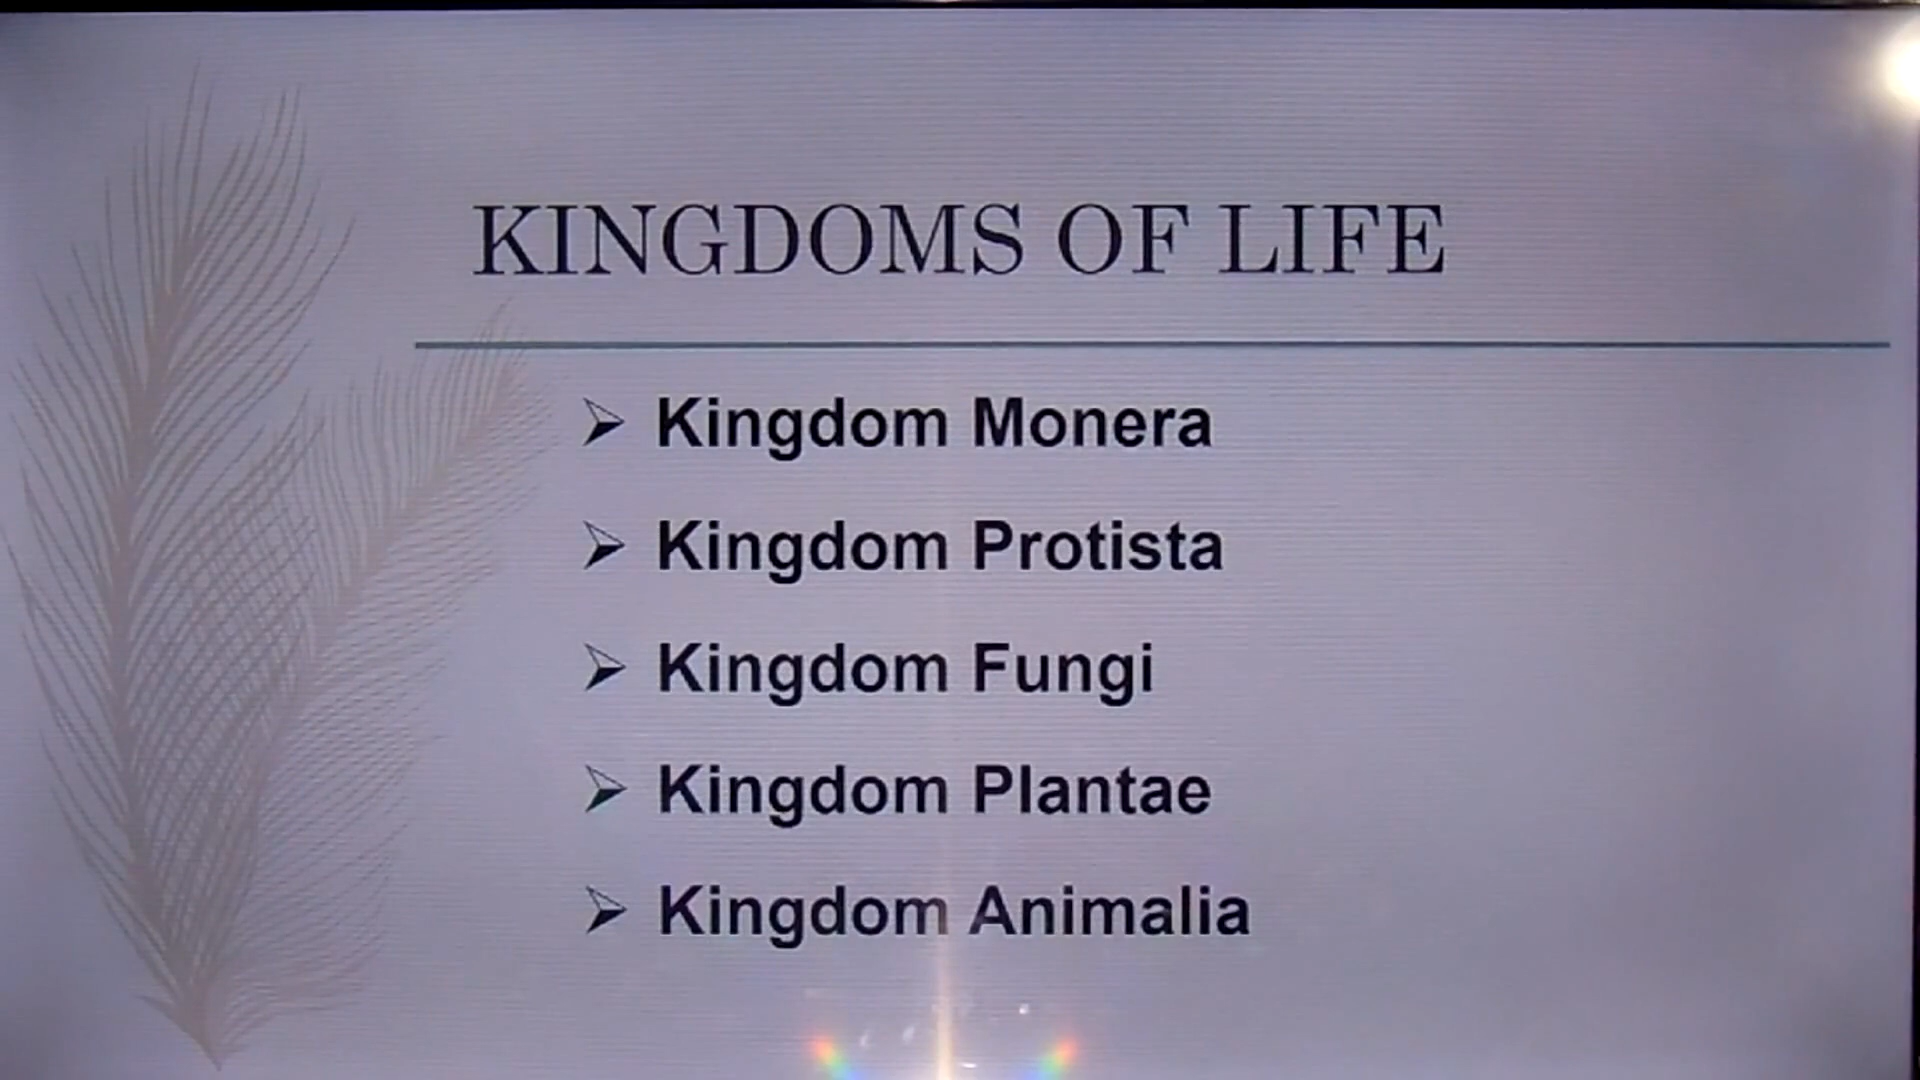 KINGDOMS OF LIFE
Kingdom Monera
Kingdom Protista
Kingdom Fungi
Kingdom Plantae
Kingdom Animalia